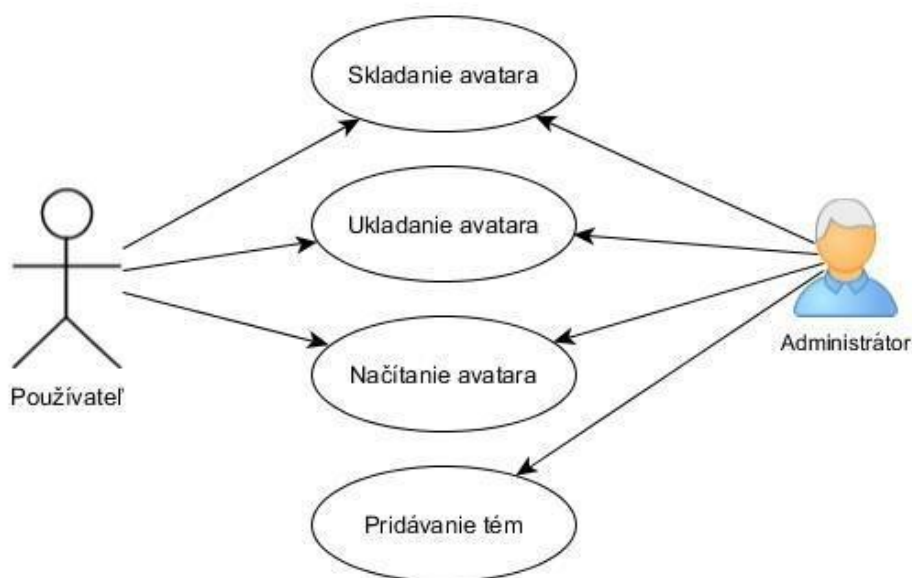 Skladanie avatara
Ukladanie avatara
Načítanie avatara
Pridávanie tém
Používateľ
Administrátor